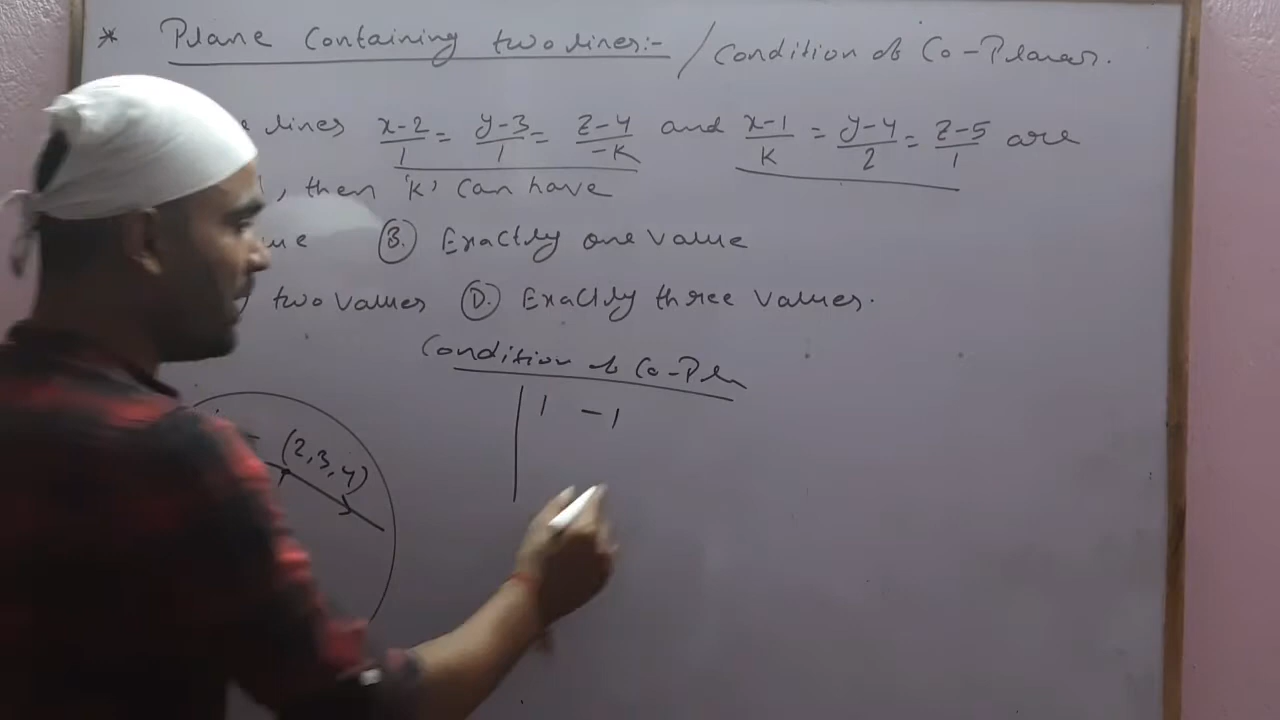 * Plane Containing two lines:- / Condition of Co-Planar.
lines x-2/1 = y-3/1 = z-4/-K and x-1/K = y-4/2 = z-5/1 are
, then 'K' can have
B. Exactly one value
two values D. Exactly three values.
Condition of Co-Pln
1 -1
(2,3,4)